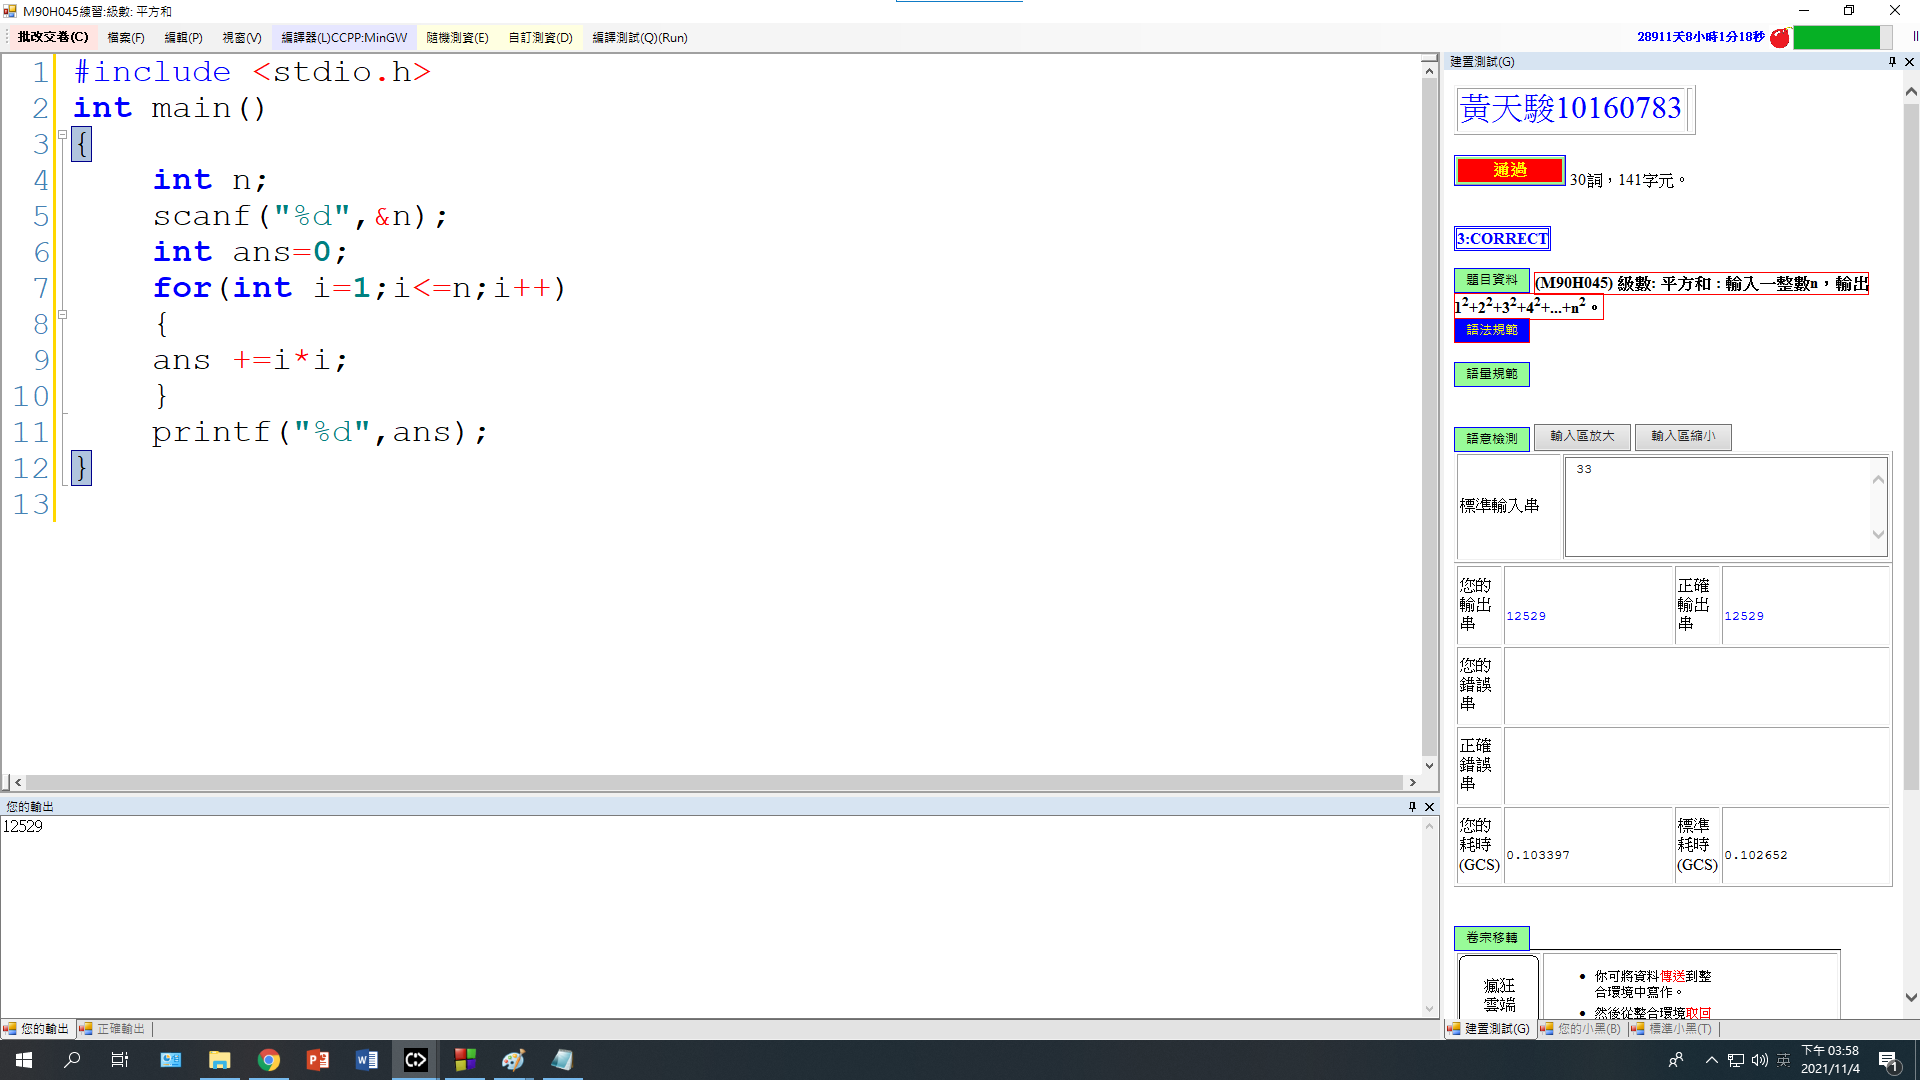 M90H045練習:級數: 平方和
批改交卷(C) 檔案(F) 編輯(P) 視窗(V) 編譯器(L)CCPP:MinGW 隨機測資(E) 自訂測資(D) 編譯測試(Q)(Run)
28911天8小時1分18秒
1 #include <stdio.h>
2 int main()
3 {
4 int n;
5 scanf("%d",&n);
6 int ans=0;
7 for(int i=1;i<=n;i++)
8 {
9 ans +=i*i;
10 }
11 printf("%d",ans);
12 }
13
您的輸出
12529
您的輸出 正確輸出
建置測試(G)
黃天駿10160783
通過 30詞，141字元。
3:CORRECT
題目資料 (M90H045) 級數: 平方和 : 輸入一整數n，輸出
1²+2²+3²+4²+...+n²。
語法規範
語量規範
語意檢測 輸入區放大 輸入區縮小
標準輸入串 33
您的輸出串 12529 正確輸出串 12529
您的錯誤串
正確錯誤串
您的耗時(GCS) 0.103397 標準耗時(GCS) 0.102652
卷宗移轉
瘋狂雲端
你可將資料傳送到整
合環境中寫作。
然後從整合環境取回
建置測試(G) 您的小黑(B) 標準小黑(T)
英
下午 03:58
2021/11/4
1